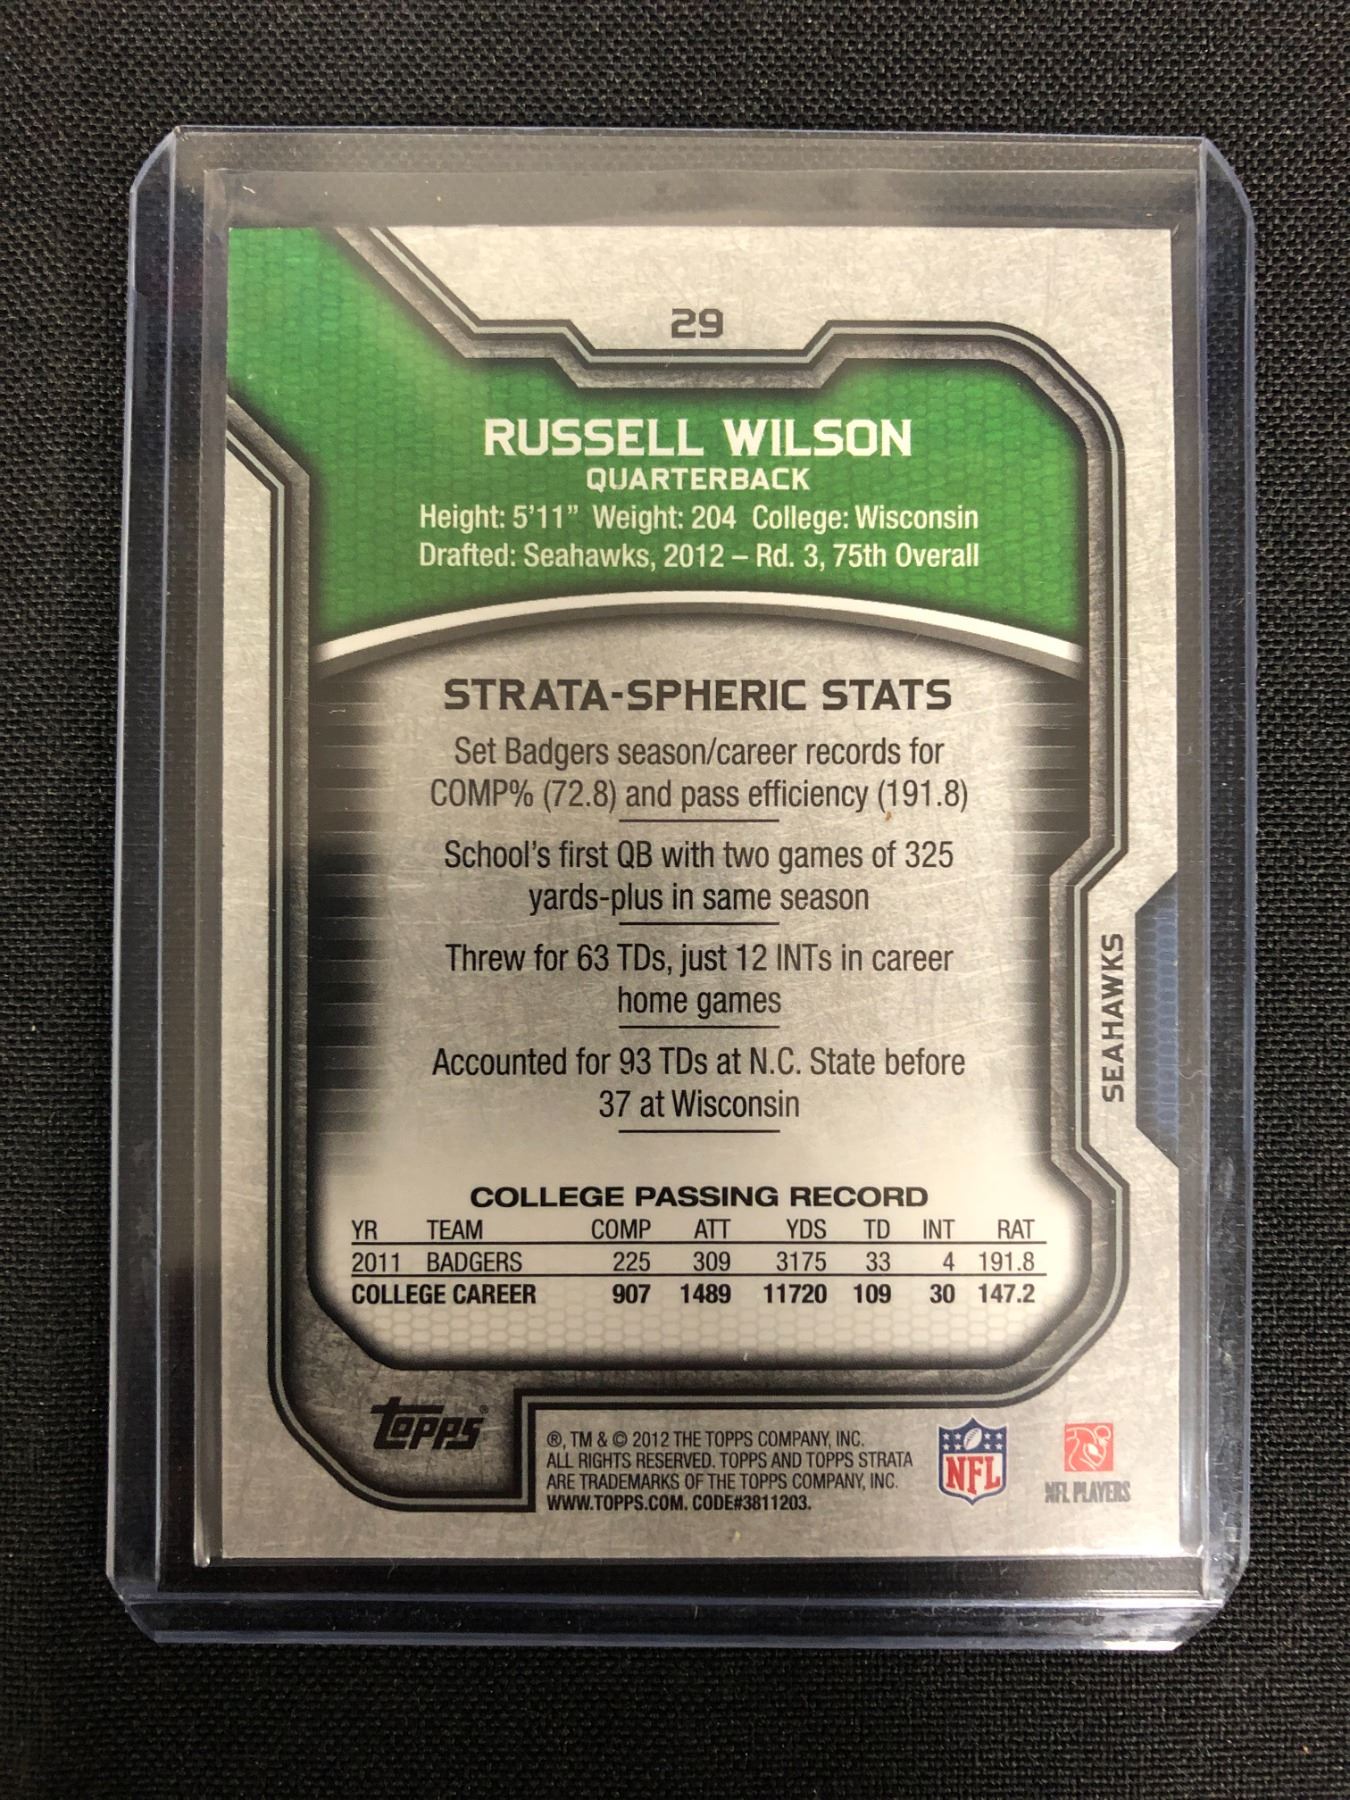 29
RUSSELL WILSON
QUARTERBACK
Height: 5'11" Weight: 204 College: Wisconsin
Drafted: Seahawks, 2012 – Rd. 3, 75th Overall
STRATA-SPHERIC STATS
Set Badgers season/career records for
COMP% (72.8) and pass efficiency (191.8)
School's first QB with two games of 325
yards-plus in same season
Threw for 63 TDs, just 12 INTs in career
home games
Accounted for 93 TDs at N.C. State before
37 at Wisconsin
SEAHAWKS
COLLEGE PASSING RECORD
YR TEAM COMP ATT YDS TD INT RAT
2011 BADGERS 225 309 3175 33 4 191.8
COLLEGE CAREER 907 1489 11720 109 30 147.2
topps®
®, TM & © 2012 THE TOPPS COMPANY, INC.
ALL RIGHTS RESERVED. TOPPS AND TOPPS STRATA
ARE TRADEMARKS OF THE TOPPS COMPANY, INC.
WWW.TOPPS.COM. CODE#3811203.
NFL
NFL PLAYERS